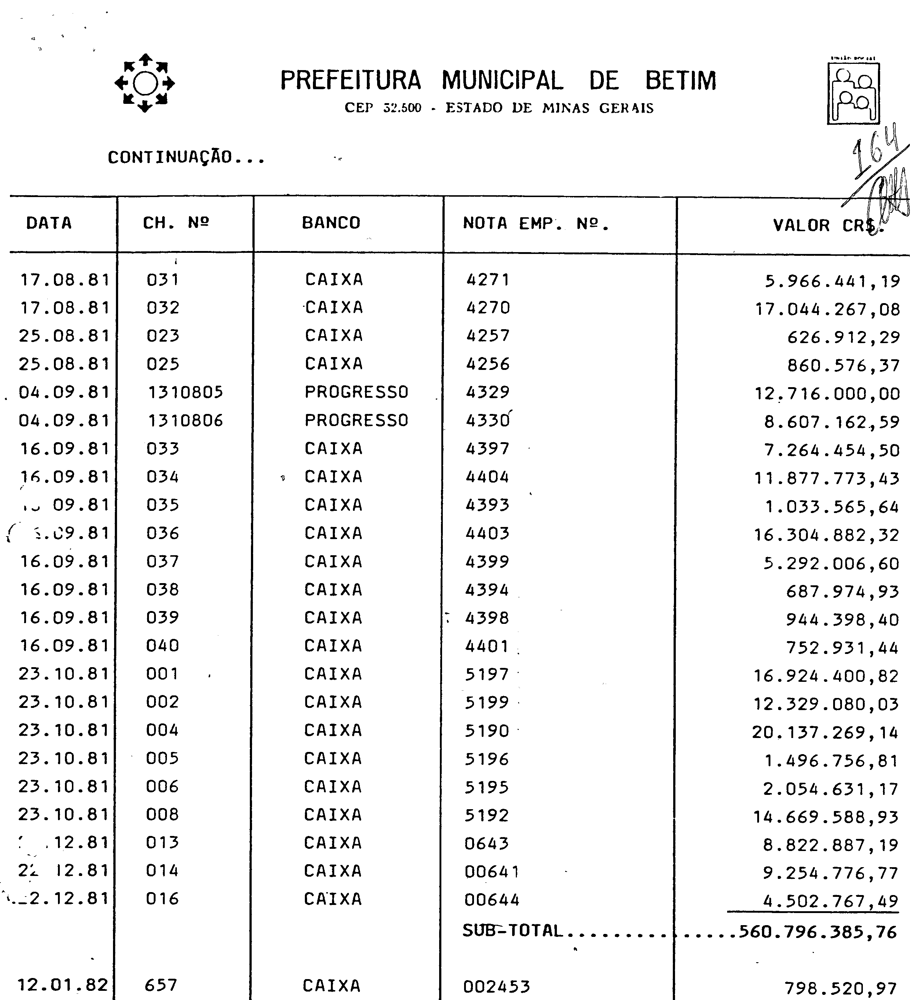 PREFEITURA MUNICIPAL DE BETIM
CEP 32.500 - ESTADO DE MINAS GERAIS
164
CONTINUAÇÃO...
DATA CH. Nº BANCO NOTA EMP. Nº. VALOR CR$.
17.08.81 031 CAIXA 4271 5.966.441,19
17.08.81 032 CAIXA 4270 17.044.267,08
25.08.81 023 CAIXA 4257 626.912,29
25.08.81 025 CAIXA 4256 860.576,37
04.09.81 1310805 PROGRESSO 4329 12.716.000,00
04.09.81 1310806 PROGRESSO 4330 8.607.162,59
16.09.81 033 CAIXA 4397 7.264.454,50
16.09.81 034 CAIXA 4404 11.877.773,43
09.81 035 CAIXA 4393 1.033.565,64
.09.81 036 CAIXA 4403 16.304.882,32
16.09.81 037 CAIXA 4399 5.292.006,60
16.09.81 038 CAIXA 4394 687.974,93
16.09.81 039 CAIXA 4398 944.398,40
16.09.81 040 CAIXA 4401 752.931,44
23.10.81 001 CAIXA 5197 16.924.400,82
23.10.81 002 CAIXA 5199 12.329.080,03
23.10.81 004 CAIXA 5190 20.137.269,14
23.10.81 005 CAIXA 5196 1.496.756,81
23.10.81 006 CAIXA 5195 2.054.631,17
23.10.81 008 CAIXA 5192 14.669.588,93
.12.81 013 CAIXA 0643 8.822.887,19
22 12.81 014 CAIXA 00641 9.254.776,77
2.12.81 016 CAIXA 00644 4.502.767,49
SUB-TOTAL...............560.796.385,76
12.01.82 657 CAIXA 002453 798.520,97